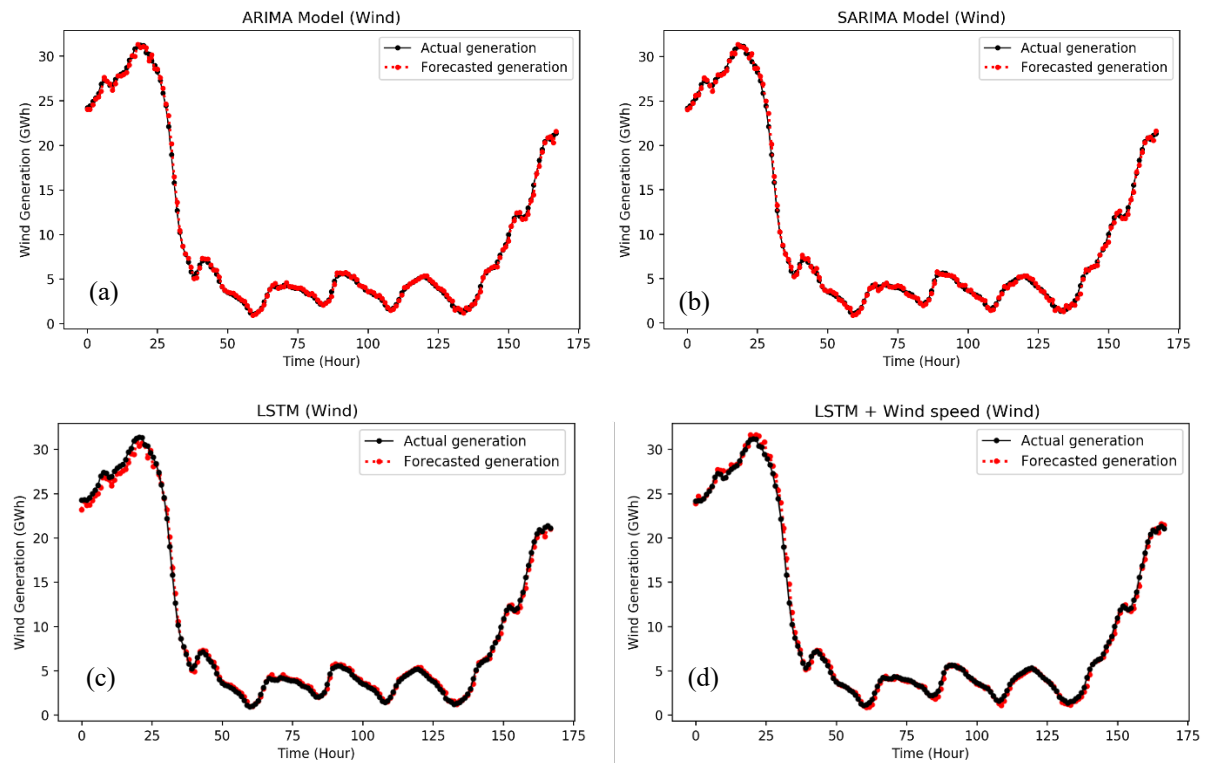 ARIMA Model (Wind)
Wind Generation (GWh)
30
25
20
15
10
5
0
Actual generation
Forecasted generation
(a)
0 25 50 75 100 125 150 175
Time (Hour)
SARIMA Model (Wind)
Wind Generation (GWh)
30
25
20
15
10
5
0
Actual generation
Forecasted generation
(b)
0 25 50 75 100 125 150 175
Time (Hour)
LSTM (Wind)
Wind Generation (GWh)
30
25
20
15
10
5
0
Actual generation
Forecasted generation
(c)
0 25 50 75 100 125 150 175
Time (Hour)
LSTM + Wind speed (Wind)
Wind Generation (GWh)
30
25
20
15
10
5
0
Actual generation
Forecasted generation
(d)
0 25 50 75 100 125 150 175
Time (Hour)